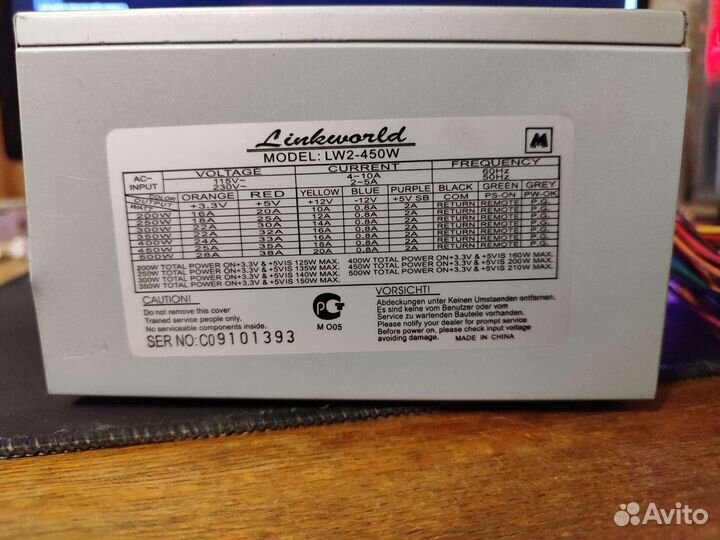 Linkworld
MODEL: LW2-450W
M
AC~ INPUT VOLTAGE CURRENT FREQUENCY
115V~ 4-10A 60Hz
230V~ 2-5A 50Hz
COLOR ORANGE RED YELLOW BLUE PURPLE BLACK GREEN GREY
OUTPUT WATT +3.3V +5V +12V -12V +5V SB COM PS-ON PW-OK
200W 16A 20A 10A 0.8A 2A RETURN REMOTE P.G.
250W 18A 25A 12A 0.8A 2A RETURN REMOTE P.G.
300W 22A 30A 14A 0.8A 2A RETURN REMOTE P.G.
350W 22A 32A 16A 0.8A 2A RETURN REMOTE P.G.
400W 24A 33A 16A 0.8A 2A RETURN REMOTE P.G.
450W 25A 35A 18A 0.8A 2A RETURN REMOTE P.G.
500W 28A 38A 20A 0.8A 2A RETURN REMOTE P.G.
200W TOTAL POWER ON+3.3V & +5VIS 125W MAX. 400W TOTAL POWER ON+3.3V & +5VIS 160W MAX.
250W TOTAL POWER ON+3.3V & +5VIS 135W MAX. 450W TOTAL POWER ON+3.3V & +5VIS 200W MAX.
300W TOTAL POWER ON+3.3V & +5VIS 140W MAX. 500W TOTAL POWER ON+3.3V & +5VIS 210W MAX.
350W TOTAL POWER ON+3.3V & +5VIS 150W MAX.
CAUTION!
Do not remove this cover
Trained service people only.
No serviceable components inside.
SER NO: C09101393
РСТ
M O05
VORSICHT!
Abdeckungen unter Keinen Umstaenden entfernen.
Es sind keine vom Benutzer oder vom
Service zu wartenden Bauteile vorhanden.
Please notify your dealer for prompt service
Before power on, please check input voltage
avoiding mistake. MADE IN CHINA
Avito